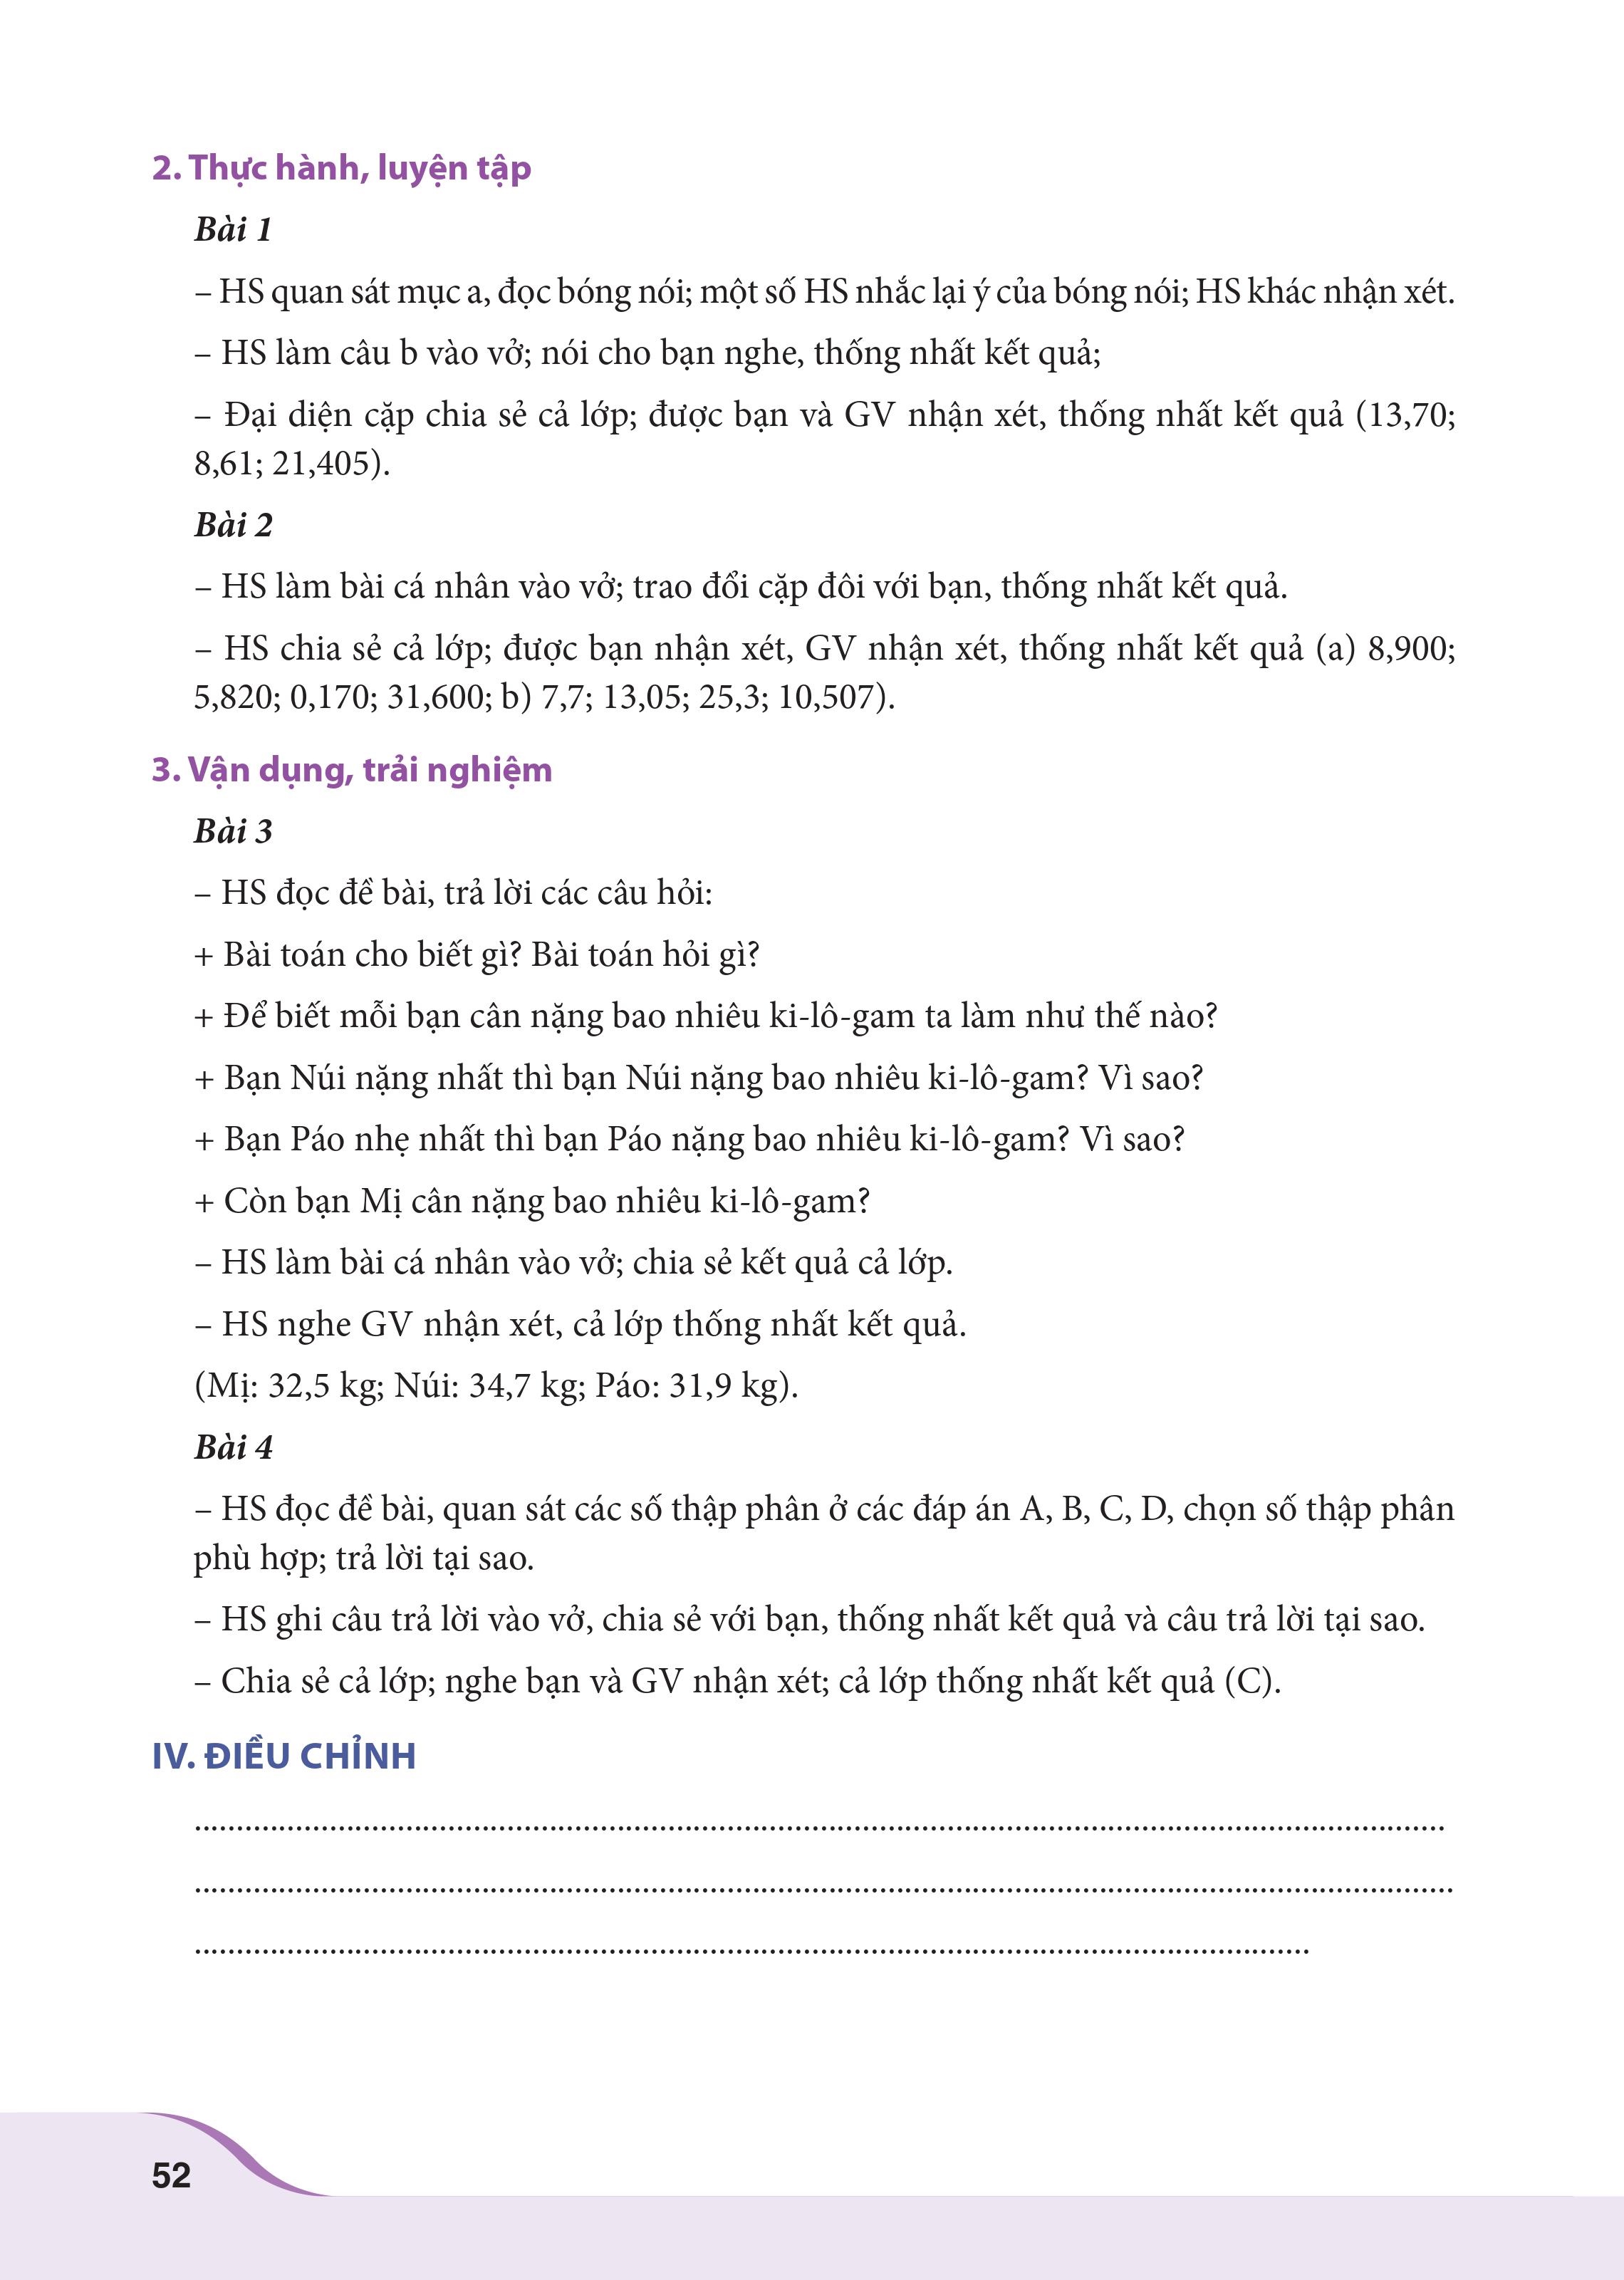 2. Thực hành, luyện tập
Bài 1
– HS quan sát mục a, đọc bóng nói; một số HS nhắc lại ý của bóng nói; HS khác nhận xét.
– HS làm câu b vào vở; nói cho bạn nghe, thống nhất kết quả;
– Đại diện cặp chia sẻ cả lớp; được bạn và GV nhận xét, thống nhất kết quả (13,70;
8,61; 21,405).
Bài 2
– HS làm bài cá nhân vào vở; trao đổi cặp đôi với bạn, thống nhất kết quả.
– HS chia sẻ cả lớp; được bạn nhận xét, GV nhận xét, thống nhất kết quả (a) 8,900;
5,820; 0,170; 31,600; b) 7,7; 13,05; 25,3; 10,507).
3. Vận dụng, trải nghiệm
Bài 3
– HS đọc đề bài, trả lời các câu hỏi:
+ Bài toán cho biết gì? Bài toán hỏi gì?
+ Để biết mỗi bạn cân nặng bao nhiêu ki-lô-gam ta làm như thế nào?
+ Bạn Núi nặng nhất thì bạn Núi nặng bao nhiêu ki-lô-gam? Vì sao?
+ Bạn Páo nhẹ nhất thì bạn Páo nặng bao nhiêu ki-lô-gam? Vì sao?
+ Còn bạn Mị cân nặng bao nhiêu ki-lô-gam?
– HS làm bài cá nhân vào vở; chia sẻ kết quả cả lớp.
– HS nghe GV nhận xét, cả lớp thống nhất kết quả.
(Mị: 32,5 kg; Núi: 34,7 kg; Páo: 31,9 kg).
Bài 4
– HS đọc đề bài, quan sát các số thập phân ở các đáp án A, B, C, D, chọn số thập phân
phù hợp; trả lời tại sao.
– HS ghi câu trả lời vào vở, chia sẻ với bạn, thống nhất kết quả và câu trả lời tại sao.
– Chia sẻ cả lớp; nghe bạn và GV nhận xét; cả lớp thống nhất kết quả (C).
IV. ĐIỀU CHỈNH
52